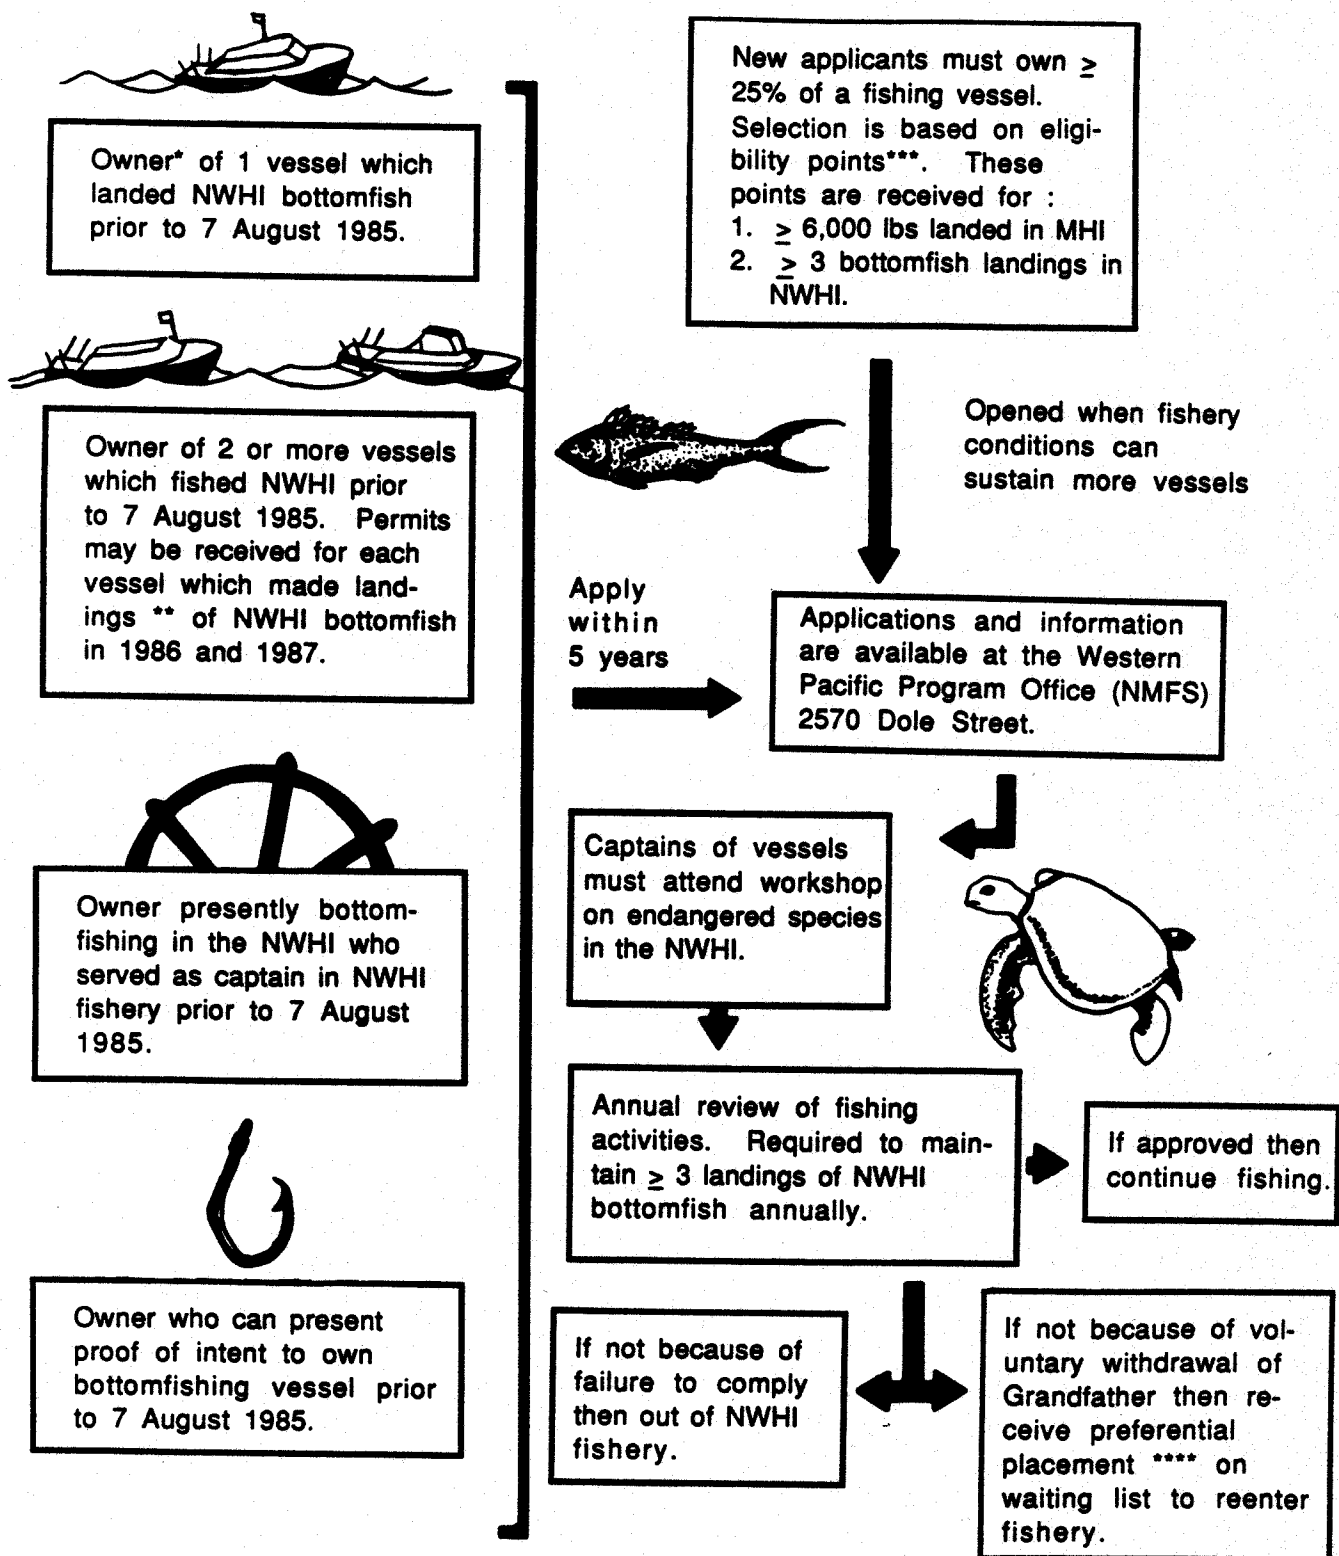 Owner* of 1 vessel which
landed NWHI bottomfish
prior to 7 August 1985.
Owner of 2 or more vessels
which fished NWHI prior
to 7 August 1985. Permits
may be received for each
vessel which made land-
ings ** of NWHI bottomfish
in 1986 and 1987.
Owner presently bottom-
fishing in the NWHI who
served as captain in NWHI
fishery prior to 7 August
1985.
Owner who can present
proof of intent to own
bottomfishing vessel prior
to 7 August 1985.
New applicants must own ≥
25% of a fishing vessel.
Selection is based on eligi-
bility points***. These
points are received for :
1. ≥ 6,000 lbs landed in MHI
2. ≥ 3 bottomfish landings in
NWHI.
Opened when fishery
conditions can
sustain more vessels
Apply
within
5 years
Applications and information
are available at the Western
Pacific Program Office (NMFS)
2570 Dole Street.
Captains of vessels
must attend workshop
on endangered species
in the NWHI.
Annual review of fishing
activities. Required to main-
tain ≥ 3 landings of NWHI
bottomfish annually.
If approved then
continue fishing.
If not because of
failure to comply
then out of NWHI
fishery.
If not because of vol-
untary withdrawal of
Grandfather then re-
ceive preferential
placement **** on
waiting list to reenter
fishery.